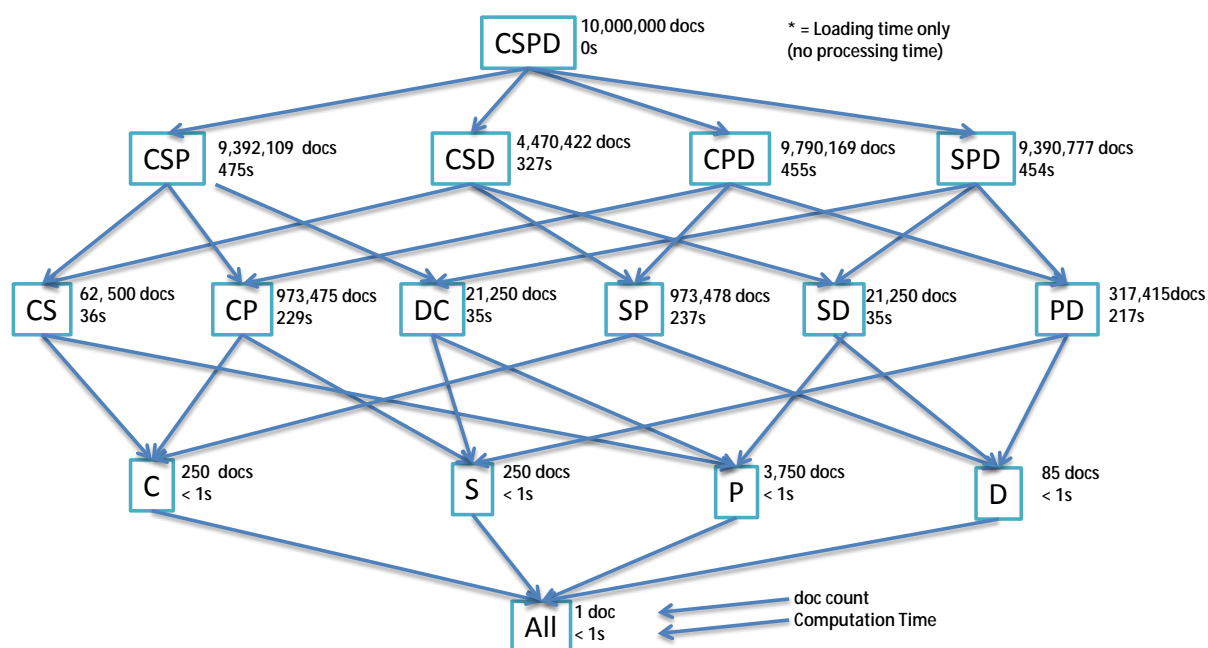 CSPD
10,000,000 docs
0s
* = Loading time only
(no processing time)
CSP
9,392,109 docs
475s
CSD
4,470,422 docs
327s
CPD
9,790,169 docs
455s
SPD
9,390,777 docs
454s
CS
62, 500 docs
36s
CP
973,475 docs
229s
DC
21,250 docs
35s
SP
973,478 docs
237s
SD
21,250 docs
35s
PD
317,415docs
217s
C
250 docs
< 1s
S
250 docs
< 1s
P
3,750 docs
< 1s
D
85 docs
< 1s
All
1 doc
< 1s
doc count
Computation Time